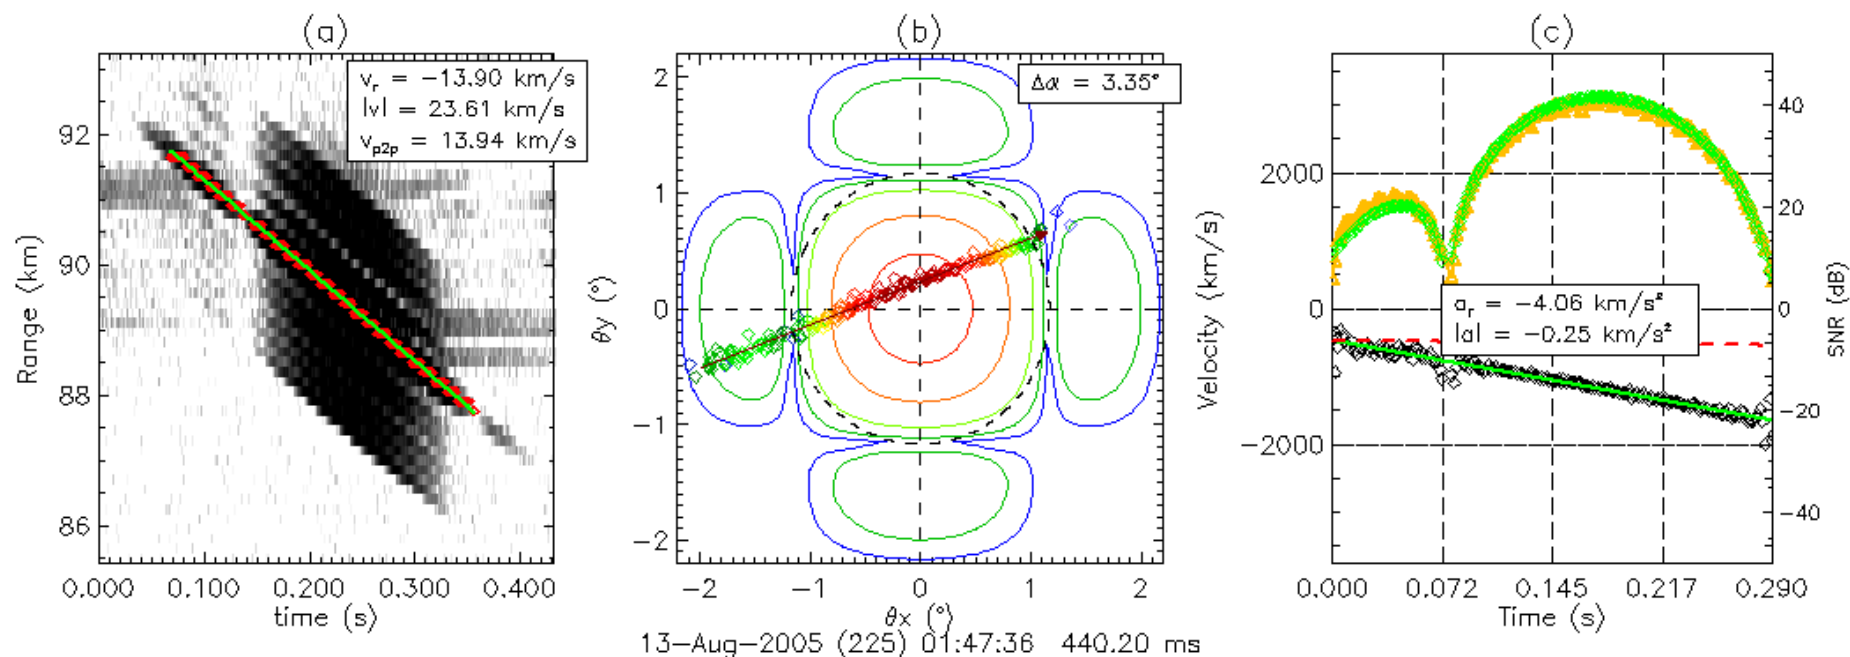 (a)
v_r = −13.90 km/s
|v| = 23.61 km/s
v_p2p = 13.94 km/s
Range (km)
92
90
88
86
0.000 0.100 0.200 0.300 0.400
time (s)
(b)
Δα = 3.35°
θy (°)
2
1
0
−1
−2
−2 −1 0 1 2
θx (°)
(c)
Velocity (km/s)
2000
0
−2000
a_r = −4.06 km/s²
|a| = −0.25 km/s²
SNR (dB)
40
20
0
−20
−40
0.000 0.072 0.145 0.217 0.290
Time (s)
13−Aug−2005 (225) 01:47:36 440.20 ms